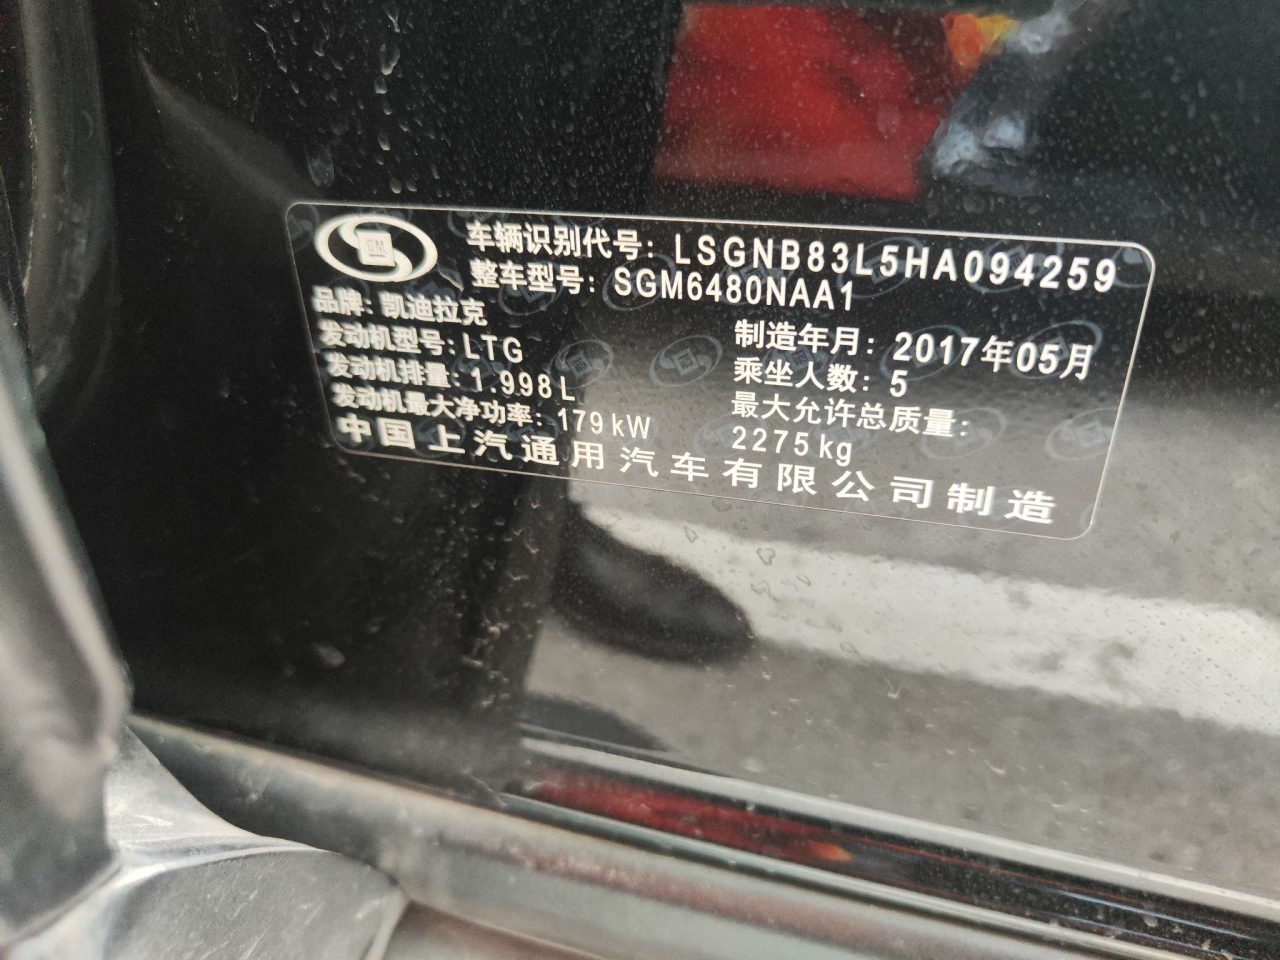 GM
车辆识别代号: LSGNB83L5HA094259
整车型号: SGM6480NAA1
品牌: 凯迪拉克
发动机型号: LTG
制造年月: 2017年05月
发动机排量: 1.998L
乘坐人数: 5
发动机最大净功率: 179kW
最大允许总质量:
2275kg
中国上汽通用汽车有限公司制造